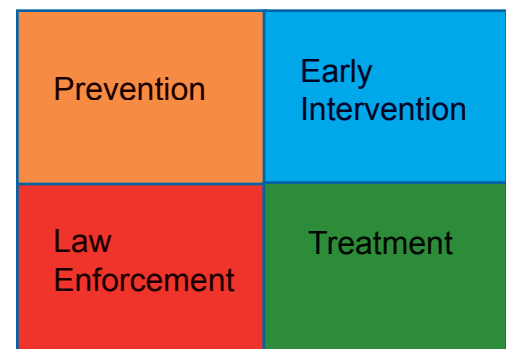 Prevention
Early
Intervention
Law
Enforcement
Treatment